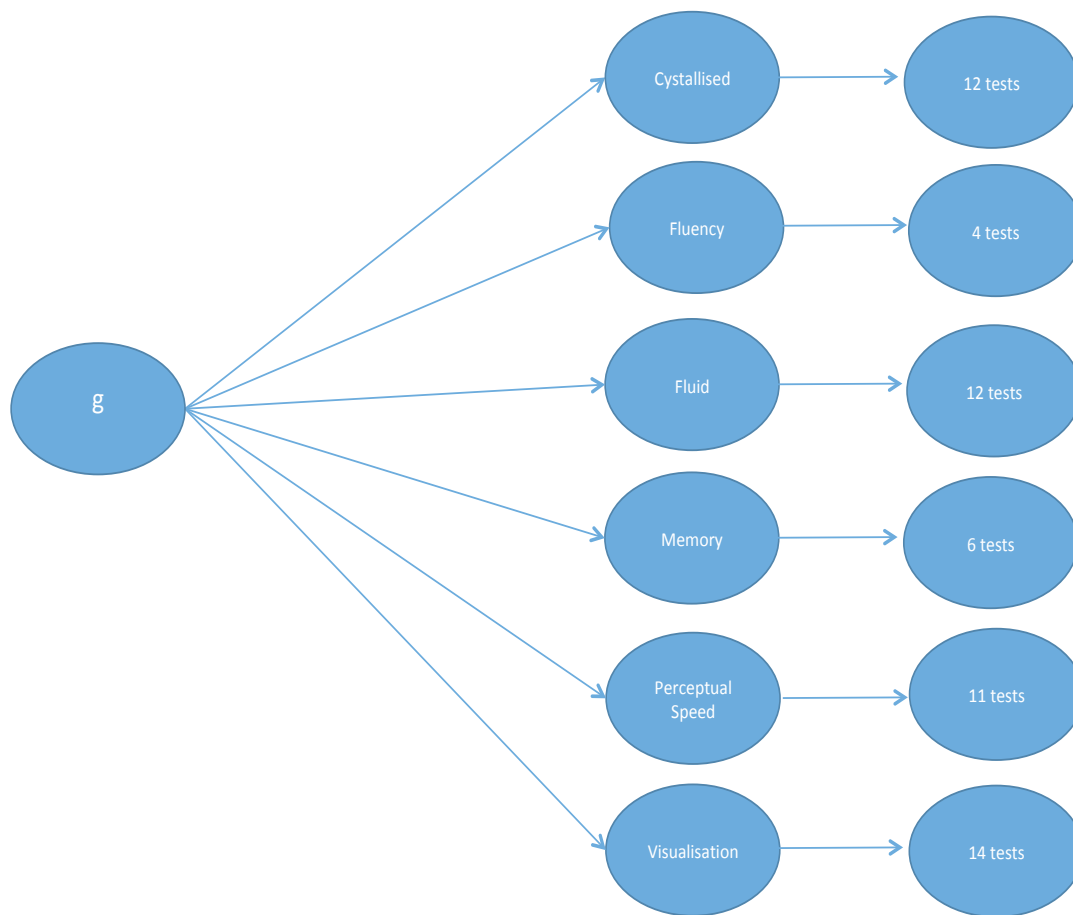 Cystallised
12 tests
Fluency
4 tests
g
Fluid
12 tests
Memory
6 tests
Perceptual
Speed
11 tests
Visualisation
14 tests